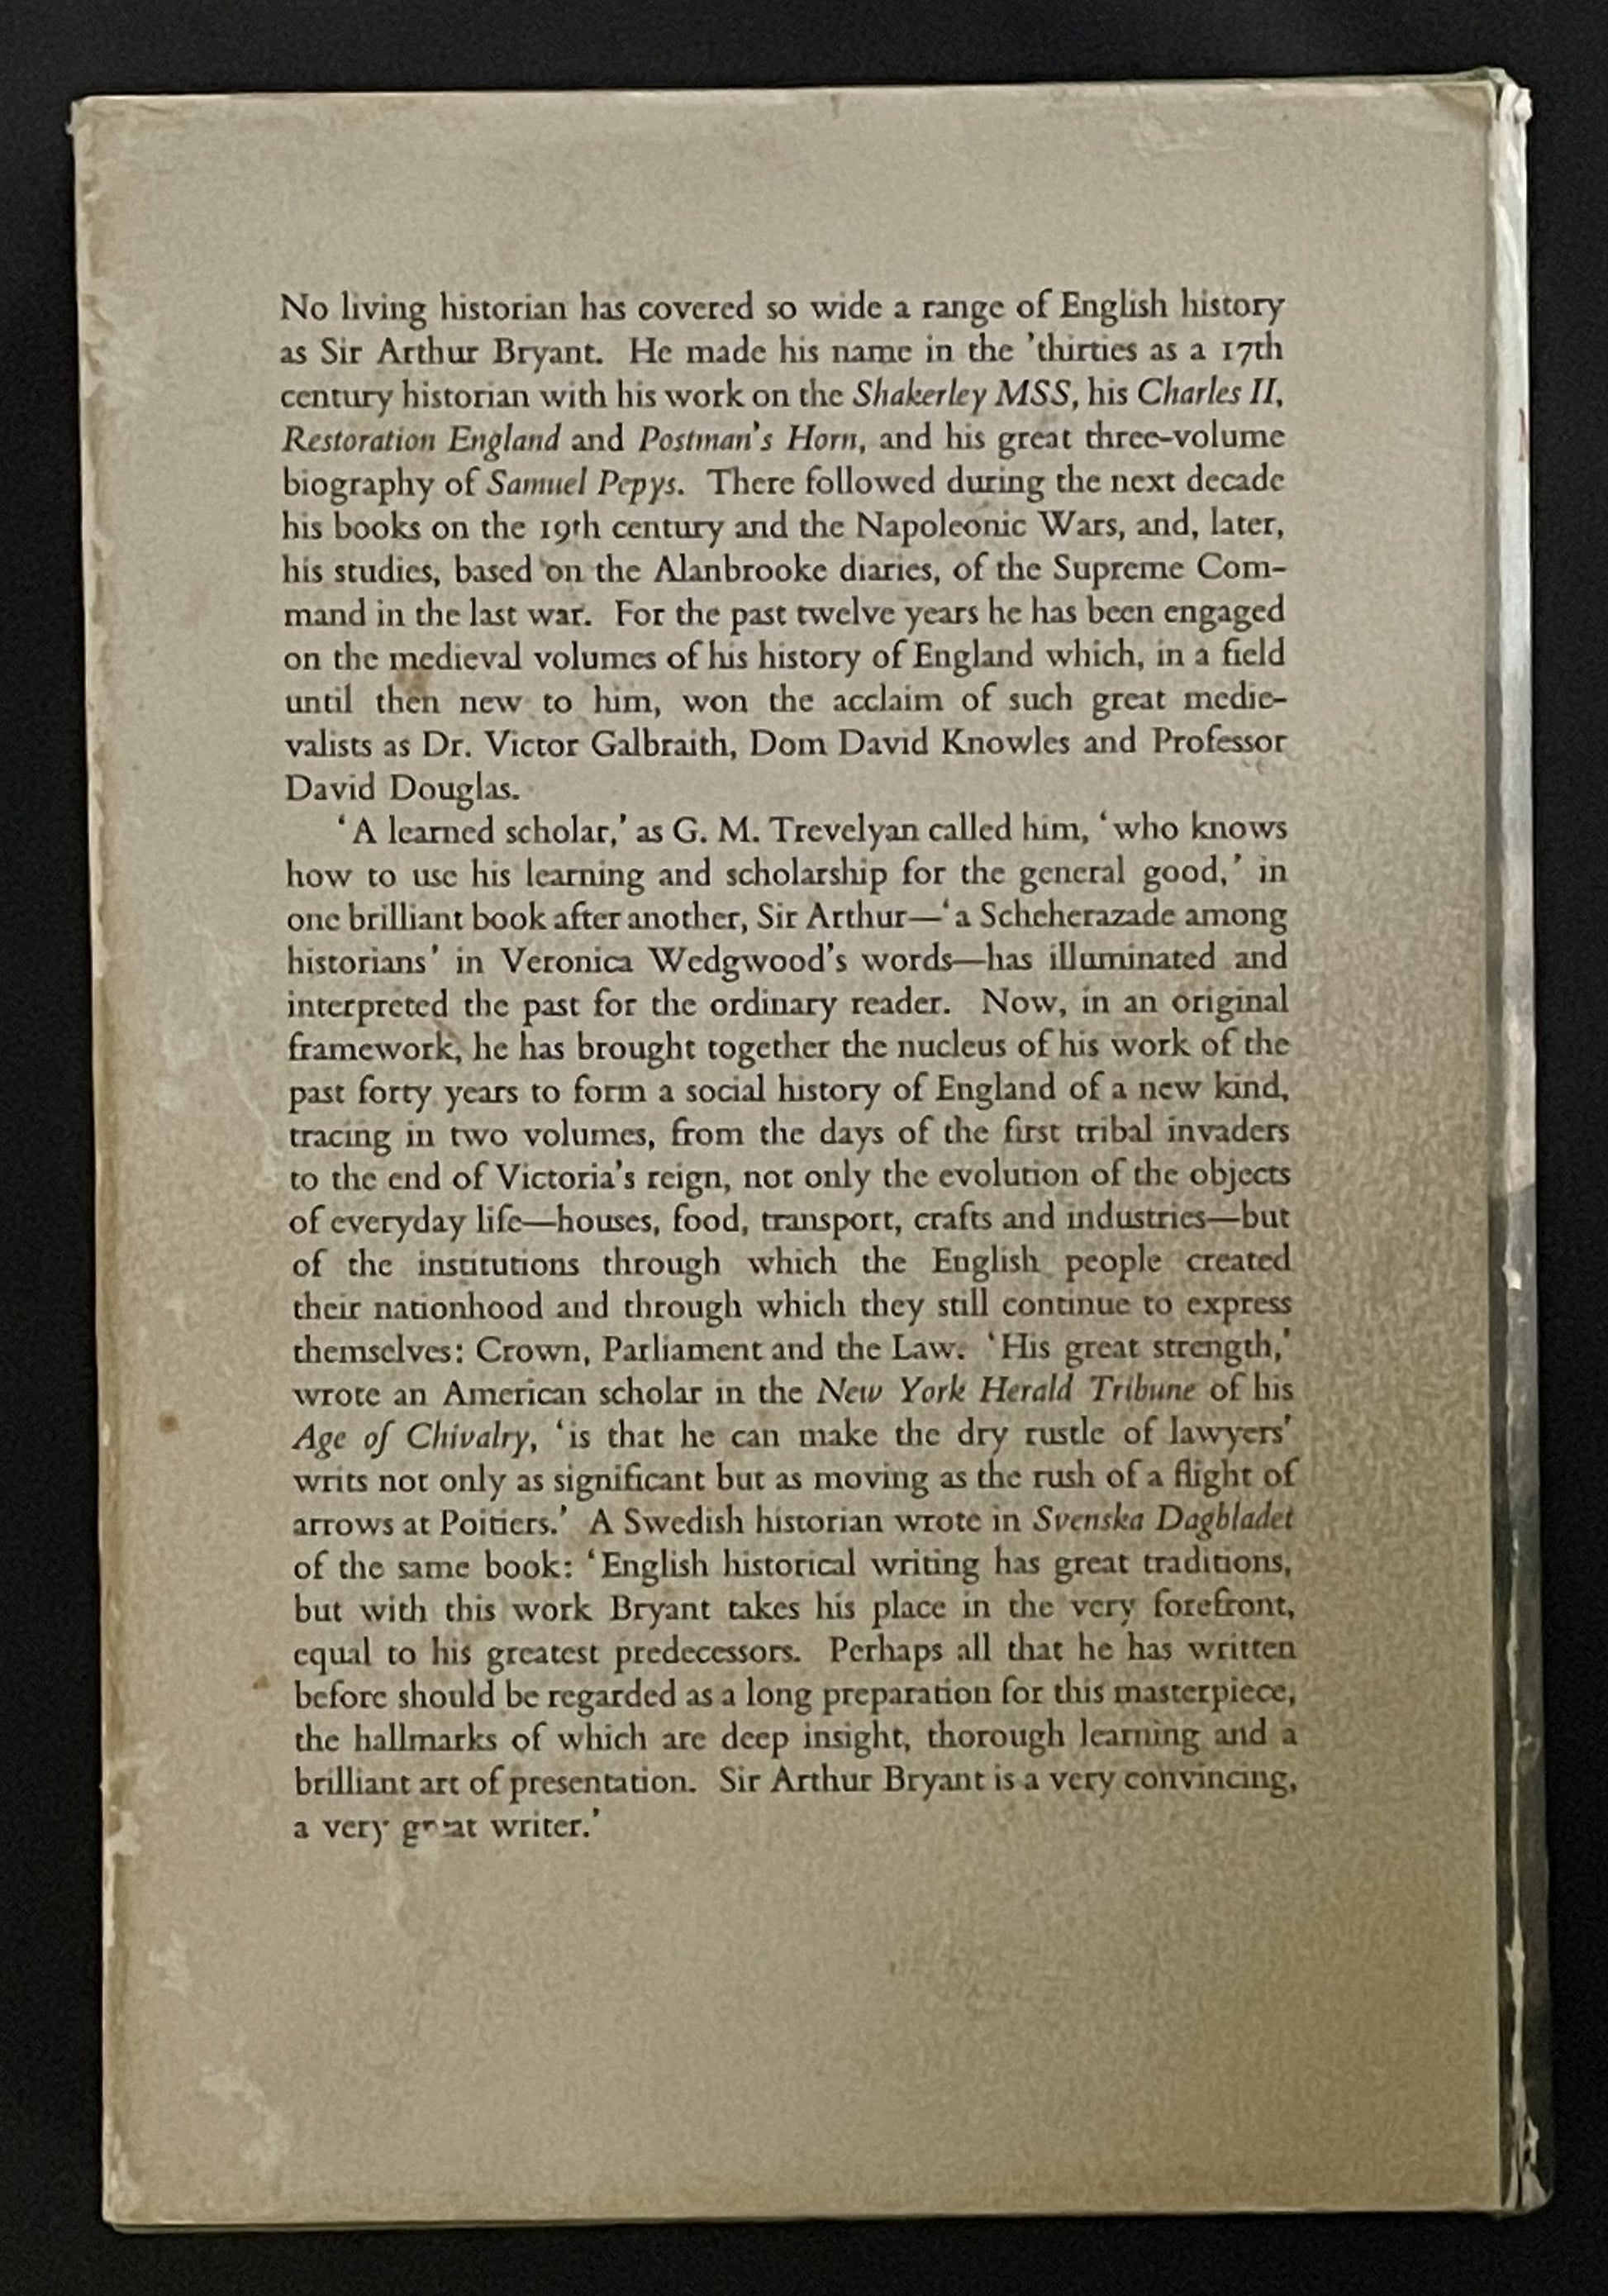 No living historian has covered so wide a range of English history
as Sir Arthur Bryant. He made his name in the 'thirties as a 17th
century historian with his work on the Shakerley MSS, his Charles II,
Restoration England and Postman's Horn, and his great three-volume
biography of Samuel Pepys. There followed during the next decade
his books on the 19th century and the Napoleonic Wars, and, later,
his studies, based on the Alanbrooke diaries, of the Supreme Com-
mand in the last war. For the past twelve years he has been engaged
on the medieval volumes of his history of England which, in a field
until then new to him, won the acclaim of such great medie-
valists as Dr. Victor Galbraith, Dom David Knowles and Professor
David Douglas.
'A learned scholar,' as G. M. Trevelyan called him, 'who knows
how to use his learning and scholarship for the general good,' in
one brilliant book after another, Sir Arthur—'a Scheherazade among
historians' in Veronica Wedgwood's words—has illuminated and
interpreted the past for the ordinary reader. Now, in an original
framework, he has brought together the nucleus of his work of the
past forty years to form a social history of England of a new kind,
tracing in two volumes, from the days of the first tribal invaders
to the end of Victoria's reign, not only the evolution of the objects
of everyday life—houses, food, transport, crafts and industries—but
of the institutions through which the English people created
their nationhood and through which they still continue to express
themselves: Crown, Parliament and the Law. 'His great strength,'
wrote an American scholar in the New York Herald Tribune of his
Age of Chivalry, 'is that he can make the dry rustle of lawyers'
writs not only as significant but as moving as the rush of a flight of
arrows at Poitiers.' A Swedish historian wrote in Svenska Dagbladet
of the same book: 'English historical writing has great traditions,
but with this work Bryant takes his place in the very forefront,
equal to his greatest predecessors. Perhaps all that he has written
before should be regarded as a long preparation for this masterpiece,
the hallmarks of which are deep insight, thorough learning and a
brilliant art of presentation. Sir Arthur Bryant is a very convincing,
a very great writer.'